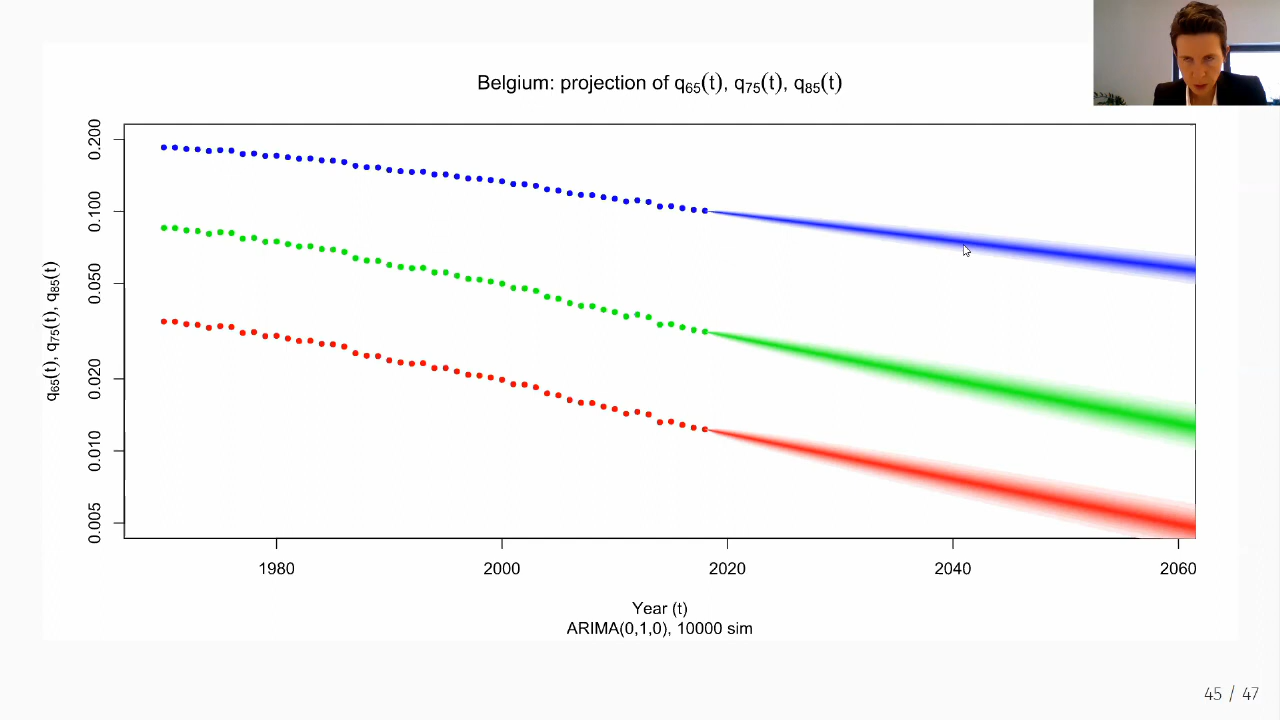 Belgium: projection of q65(t), q75(t), q85(t)
q65(t), q75(t), q85(t)
0.200
0.100
0.050
0.020
0.010
0.005
1980 2000 2020 2040 2060
Year (t)
ARIMA(0,1,0), 10000 sim
45 / 47